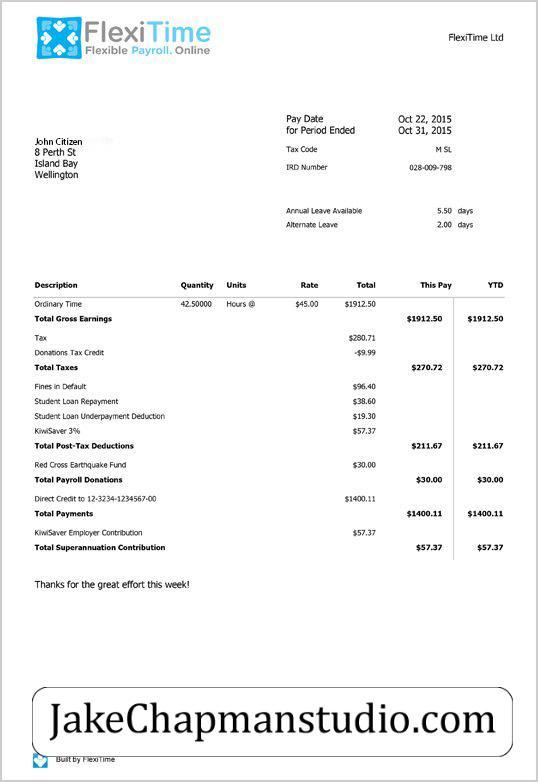 FlexiTime
Flexible Payroll. Online
FlexiTime Ltd
Pay Date Oct 22, 2015
for Period Ended Oct 31, 2015
Tax Code M SL
IRD Number 028-009-798
John Citizen
8 Perth St
Island Bay
Wellington
Annual Leave Available 5.50 days
Alternate Leave 2.00 days
Description Quantity Units Rate Total This Pay YTD
Ordinary Time 42.50000 Hours @ $45.00 $1912.50
Total Gross Earnings $1912.50 $1912.50
Tax $280.71
Donations Tax Credit -$9.99
Total Taxes $270.72 $270.72
Fines in Default $96.40
Student Loan Repayment $38.60
Student Loan Underpayment Deduction $19.30
KiwiSaver 3% $57.37
Total Post-Tax Deductions $211.67 $211.67
Red Cross Earthquake Fund $30.00
Total Payroll Donations $30.00 $30.00
Direct Credit to 12-3234-1234567-00 $1400.11
Total Payments $1400.11 $1400.11
KiwiSaver Employer Contribution $57.37
Total Superannuation Contribution $57.37 $57.37
Thanks for the great effort this week!
JakeChapmanstudio.com
Built by FlexiTime